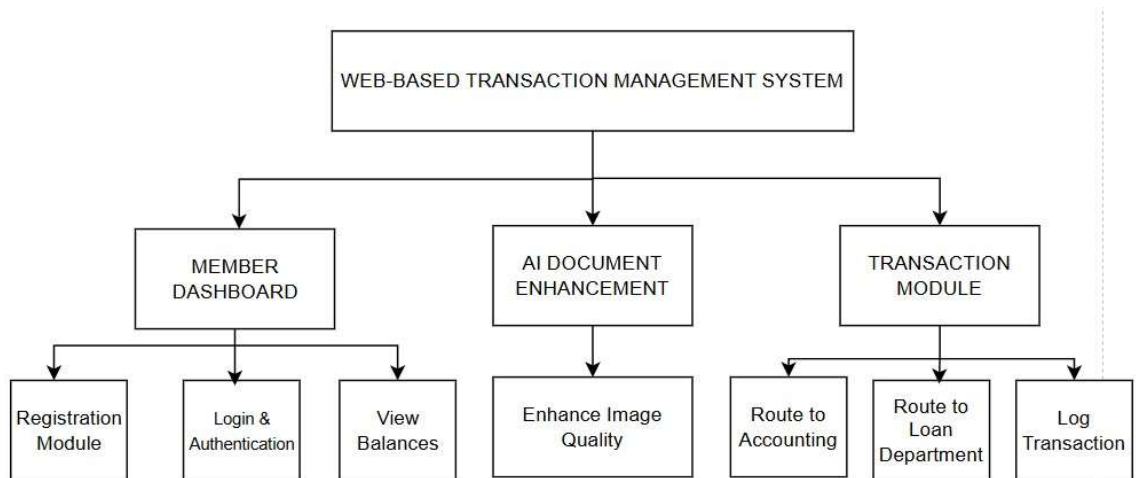 WEB-BASED TRANSACTION MANAGEMENT SYSTEM
MEMBER
DASHBOARD
AI DOCUMENT
ENHANCEMENT
TRANSACTION
MODULE
Registration
Module
Login &
Authentication
View
Balances
Enhance Image
Quality
Route to
Accounting
Route to
Loan
Department
Log
Transaction